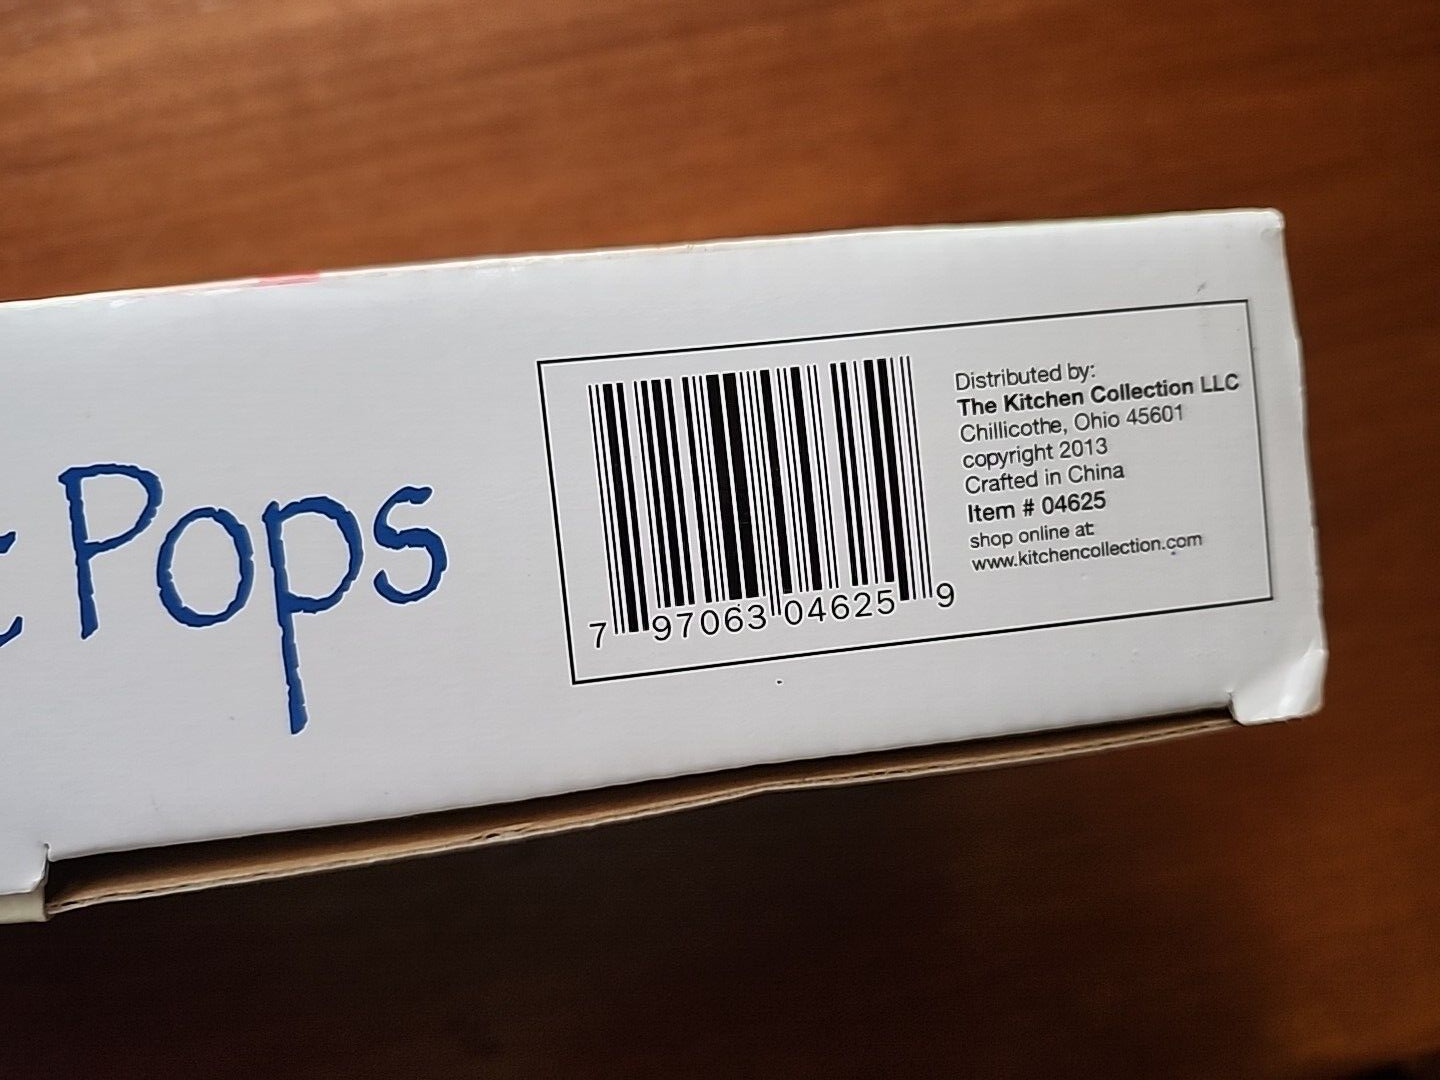 Pops
7 97063 04625 9
Distributed by:
The Kitchen Collection LLC
Chillicothe, Ohio 45601
copyright 2013
Crafted in China
Item # 04625
shop online at:
www.kitchencollection.com